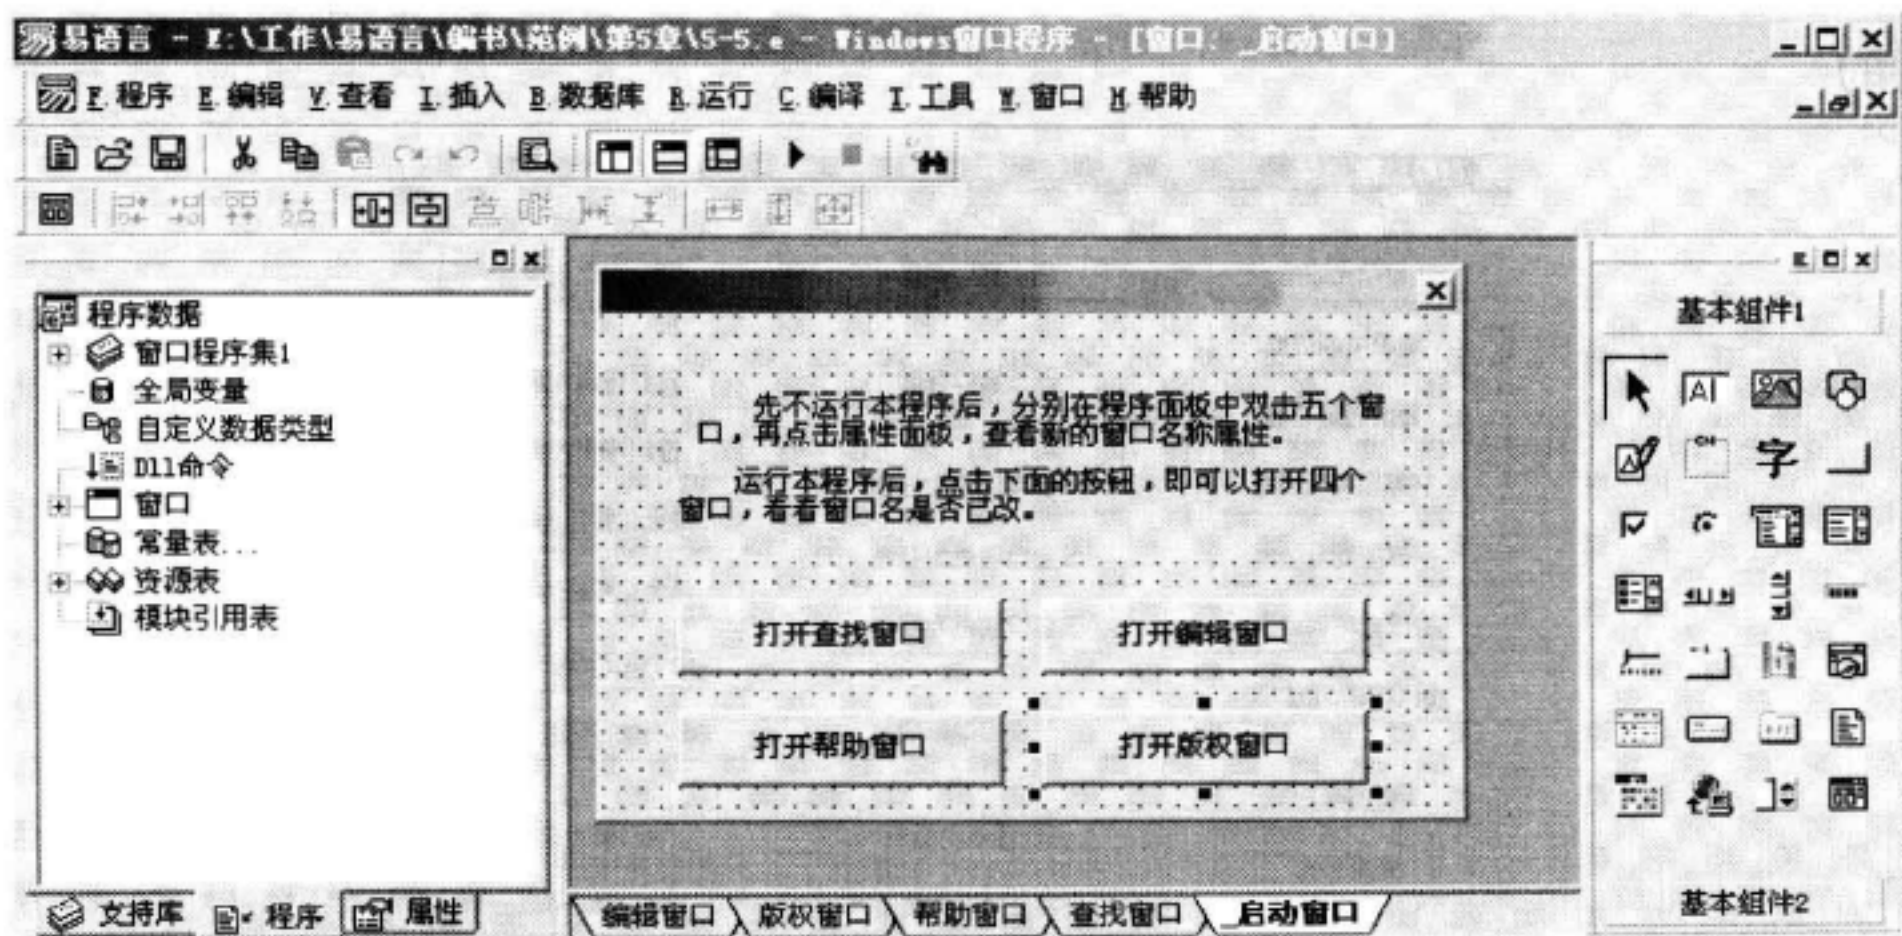 易语言 - E:\工作\易语言\编书\范例\第5章\5-5.e - Windows窗口程序 - [窗口: _启动窗口]
F.程序 E.编辑 V.查看 I.插入 B.数据库 R.运行 C.编译 T.工具 W.窗口 H.帮助
程序数据
窗口程序集1
全局变量
自定义数据类型
Dll命令
窗口
常量表...
资源表
模块引用表
支持库 程序 属性
先不运行本程序后，分别在程序面板中双击五个窗
口，再点击属性面板，查看新的窗口名称属性。
运行本程序后，点击下面的按钮，即可以打开四个
窗口，看看窗口名是否已改。
打开查找窗口 打开编辑窗口
打开帮助窗口 打开版权窗口
编辑窗口 版权窗口 帮助窗口 查找窗口 _启动窗口
基本组件1
字
基本组件2